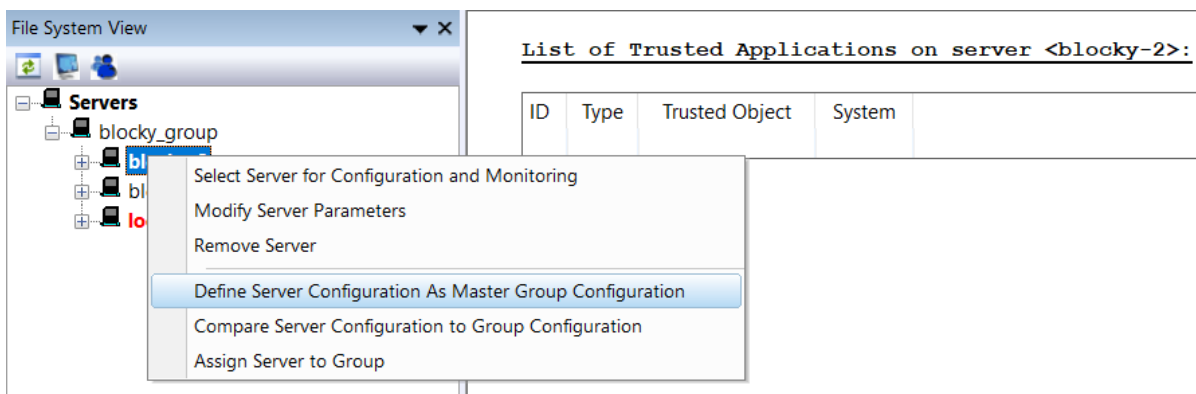 File System View
List of Trusted Applications on server <blocky-2>:
Servers
ID Type Trusted Object System
blocky_group
Select Server for Configuration and Monitoring
Modify Server Parameters
Remove Server
Define Server Configuration As Master Group Configuration
Compare Server Configuration to Group Configuration
Assign Server to Group